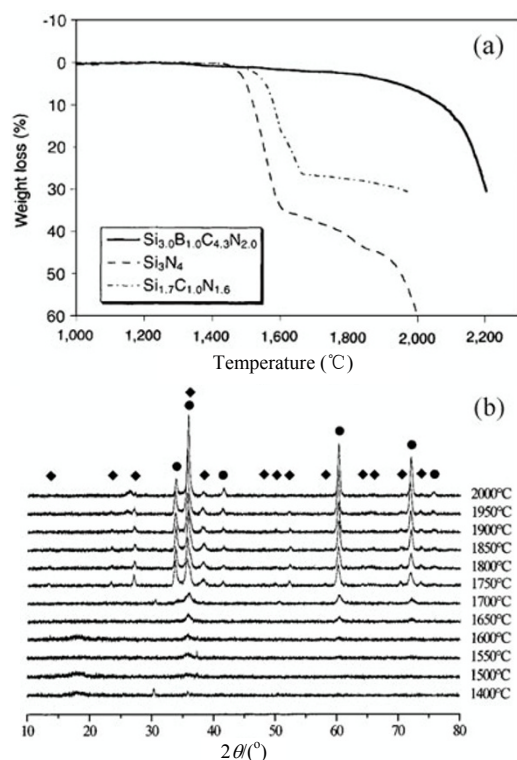 -10
(a)
0
10
20
30
40
50
60
Weight loss (%)
Si3.0B1.0C4.3N2.0
Si3N4
Si1.7C1.0N1.6
1,000
1,200
1,400
1,600
1,800
2,000
2,200
Temperature (℃)
(b)
2000°C
1950°C
1900°C
1850°C
1800°C
1750°C
1700°C
1650°C
1600°C
1550°C
1500°C
1400°C
10
20
30
40
50
60
70
80
2θ/(°)